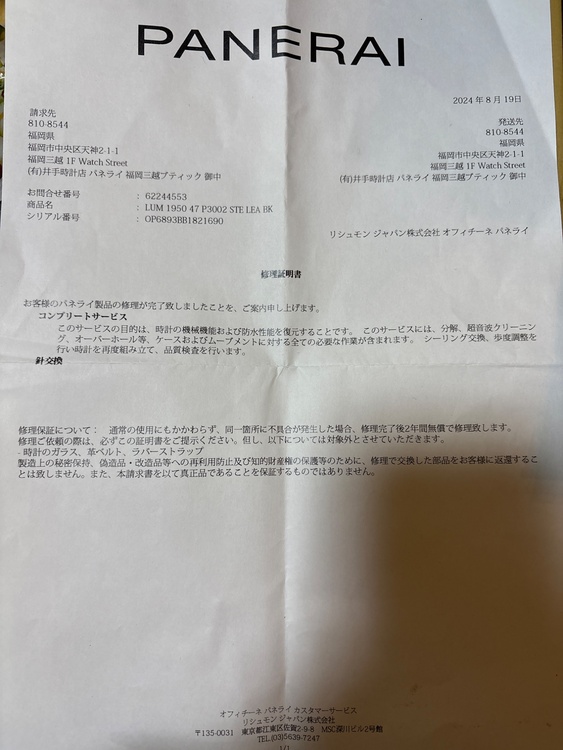 PANERAI
2024 年 8 月 19日
請求先
810-8544
福岡県
福岡市中央区天神2-1-1
福岡三越 1F Watch Street
(有)井手時計店 パネライ 福岡三越ブティック 御中
発送先
810-8544
福岡県
福岡市中央区天神2-1-1
福岡三越 1F Watch Street
(有)井手時計店 パネライ 福岡三越ブティック 御中
お問合せ番号 : 62244553
商品名 : LUM 1950 47 P3002 STE LEA BK
シリアル番号 : OP6893BB1821690
リシュモン ジャパン株式会社 オフィチーネ パネライ
修理証明書
お客様のパネライ製品の修理が完了致しましたことを、ご案内申し上げます。
コンプリートサービス
このサービスの目的は、時計の機械機能および防水性能を復元することです。 このサービスには、分解、超音波クリーニン
グ、オーバーホール等、ケースおよびムーブメントに対する全ての必要な作業が含まれます。 シーリング交換、歩度調整を
行い時計を再度組み立て、品質検査を行います。
針交換
修理保証について： 通常の使用にもかかわらず、同一箇所に不具合が発生した場合、修理完了後2年間無償で修理致します。
修理ご依頼の際は、必ずこの証明書をご提示ください。但し、以下については対象外とさせていただきます。
- 時計のガラス、革ベルト、ラバーストラップ
製造上の秘密保持、偽造品・改造品等への再利用防止及び知的財産権の保護等のために、修理で交換した部品をお客様に返還するこ
とは致しません。また、本請求書を以て真正品であることを保証するものではありません。
オフィチーネ パネライ カスタマーサービス
リシュモン ジャパン株式会社
〒135-0031 東京都江東区佐賀2-9-8 MSC深川ビル2号館
TEL.(03)5639-7247
1/1